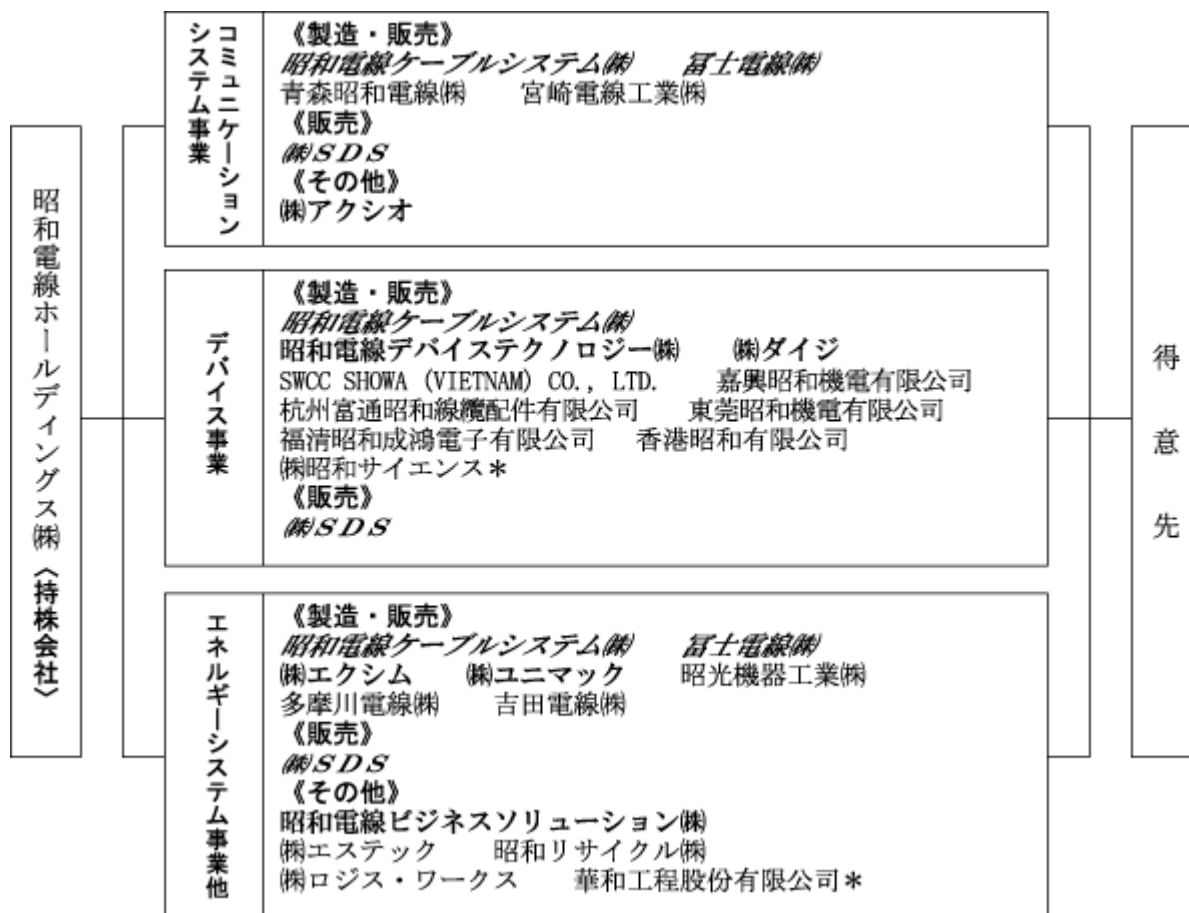 昭和電線ホールディングス㈱〈持株会社〉
コミュニケーション
システム事業
《製造・販売》
昭和電線ケーブルシステム㈱　冨士電線㈱
青森昭和電線㈱　宮崎電線工業㈱
《販売》
㈱ＳＤＳ
《その他》
㈱アクシオ
デバイス事業
《製造・販売》
昭和電線ケーブルシステム㈱
昭和電線デバイステクノロジー㈱　㈱ダイジ
SWCC SHOWA (VIETNAM) CO., LTD.　嘉興昭和機電有限公司
杭州富通昭和線纜配件有限公司　東莞昭和機電有限公司
福清昭和成鴻電子有限公司　香港昭和有限公司
㈱昭和サイエンス＊
《販売》
㈱ＳＤＳ
エネルギーシステム事業他
《製造・販売》
昭和電線ケーブルシステム㈱　冨士電線㈱
㈱エクシム　㈱ユニマック　昭光機器工業㈱
多摩川電線㈱　吉田電線㈱
《販売》
㈱ＳＤＳ
《その他》
昭和電線ビジネスソリューション㈱
㈱エステック　昭和リサイクル㈱
㈱ロジス・ワークス　華和工程股份有限公司＊
得意先